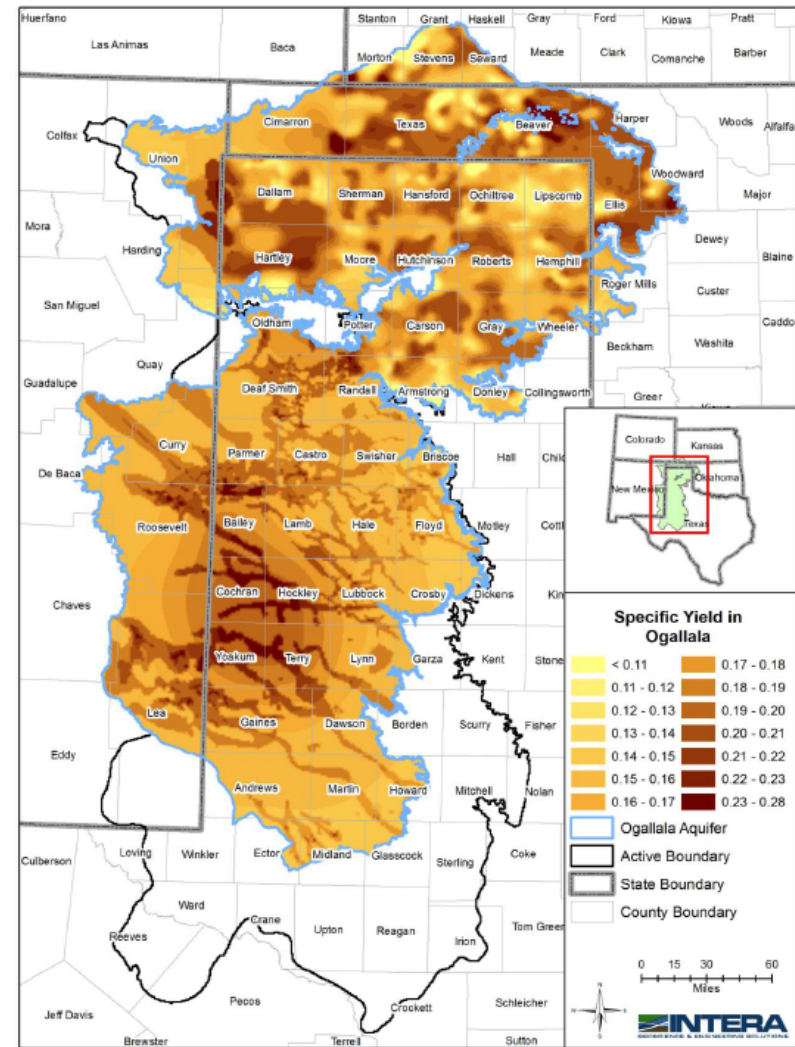 Huerfano
Stanton Grant Haskell Gray Ford Kiowa Pratt
Las Animas Baca
Morton Stevens Seward Meade Clark Comanche Barber
Colfax Cimarron Texas Beaver Harper Woods Alfalfa
Union Woodward
Dallam Sherman Hansford Ochiltree Lipscomb Ellis Major
Mora Harding Dewey
Hartley Moore Hutchinson Roberts Hemphill Blaine
San Miguel Roger Mills Custer
Oldham Potter Carson Gray Wheeler Caddo
Quay Beckham Washita
Guadalupe Deaf Smith Randall Armstrong Donley Collingsworth Greer
Curry Parmer Castro Swisher Briscoe Hall
De Baca
Roosevelt Bailey Lamb Hale Floyd Motley
Cochran Hockley Lubbock Crosby Dickens
Chaves
Yoakum Terry Lynn Garza Kent
Lea Gaines Dawson Borden Scurry Fisher
Eddy
Andrews Martin Howard Mitchell Nolan
Culberson Loving Winkler Ector Midland Glasscock Sterling Coke
Ward Crane Upton Reagan Tom Green
Reeves Irion
Jeff Davis Pecos Crockett Schleicher
Brewster Terrell Sutton
Colorado Kansas
New Mexico Oklahoma
Texas
Specific Yield in
Ogallala
< 0.11 0.17 - 0.18
0.11 - 0.12 0.18 - 0.19
0.12 - 0.13 0.19 - 0.20
0.13 - 0.14 0.20 - 0.21
0.14 - 0.15 0.21 - 0.22
0.15 - 0.16 0.22 - 0.23
0.16 - 0.17 0.23 - 0.28
Ogallala Aquifer
Active Boundary
State Boundary
County Boundary
0 15 30 60
Miles
INTERA
GEOSCIENCE & ENGINEERING SOLUTIONS